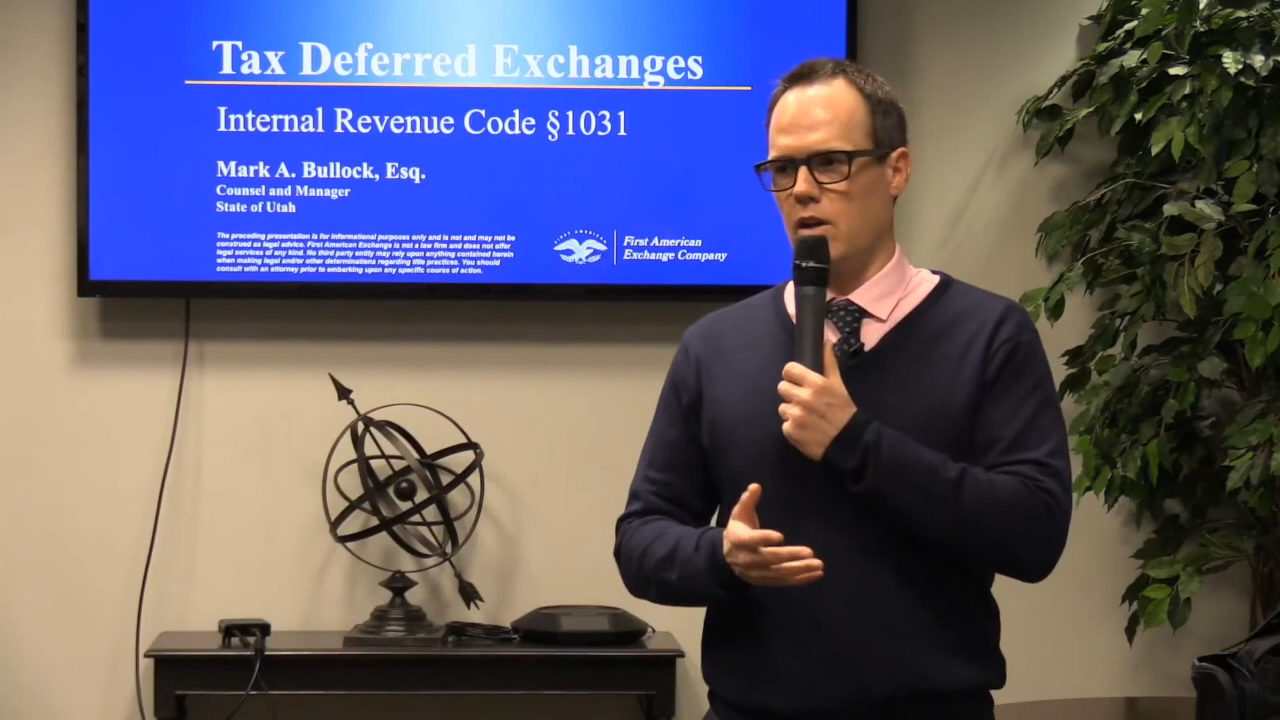 Tax Deferred Exchanges
Internal Revenue Code §1031
Mark A. Bullock, Esq.
Counsel and Manager
State of Utah
The preceding presentation is for informational purposes only and is not and may not be
construed as legal advice. First American Exchange is not a law firm and does not offer
legal services of any kind. No third party entity may rely upon anything contained herein
when making legal and/or other determinations regarding title practices. You should
consult with an attorney prior to embarking upon any specific course of action.
FIRST AMERICAN
First American
Exchange Company